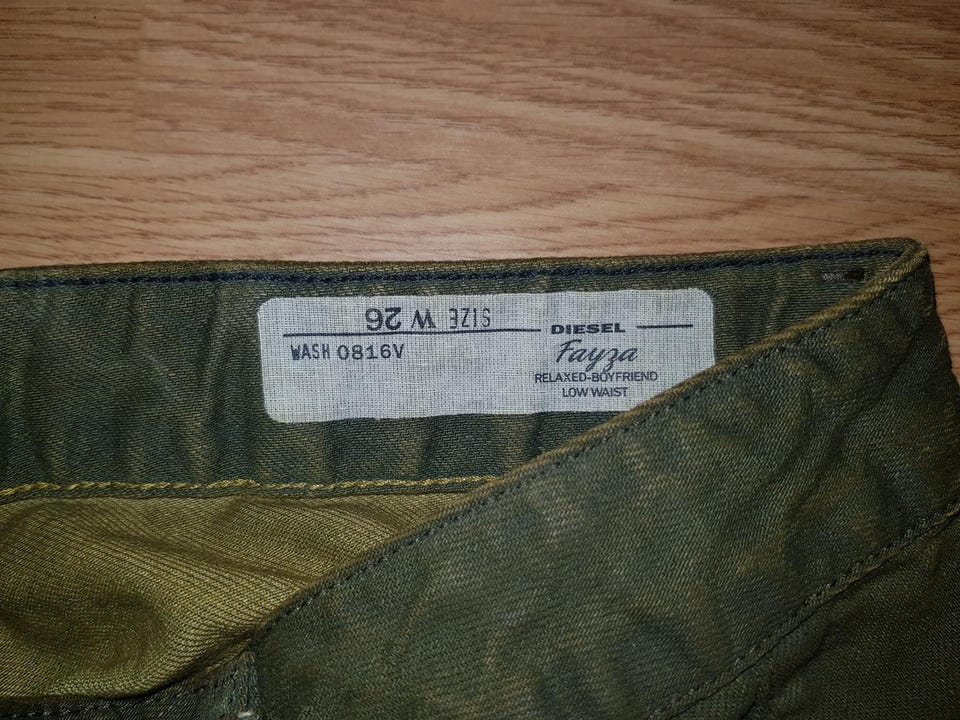 SIZE W 26
DIESEL
WASH 0816V
Fayza
RELAXED-BOYFRIEND
LOW WAIST